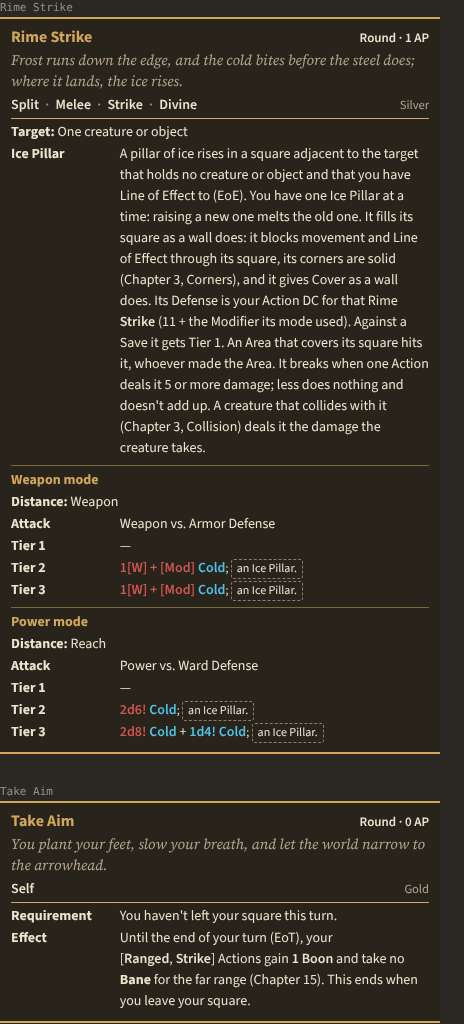 Rime Strike
Rime Strike Round · 1 AP
Frost runs down the edge, and the cold bites before the steel does;
where it lands, the ice rises.
Split · Melee · Strike · Divine Silver
Target: One creature or object
Ice Pillar A pillar of ice rises in a square adjacent to the target
that holds no creature or object and that you have
Line of Effect to (EoE). You have one Ice Pillar at a
time: raising a new one melts the old one. It fills its
square as a wall does: it blocks movement and Line
of Effect through its square, its corners are solid
(Chapter 3, Corners), and it gives Cover as a wall
does. Its Defense is your Action DC for that Rime
Strike (11 + the Modifier its mode used). Against a
Save it gets Tier 1. An Area that covers its square hits
it, whoever made the Area. It breaks when one Action
deals it 5 or more damage; less does nothing and
doesn't add up. A creature that collides with it
(Chapter 3, Collision) deals it the damage the
creature takes.
Weapon mode
Distance: Weapon
Attack Weapon vs. Armor Defense
Tier 1 —
Tier 2 1[W] + [Mod] Cold; an Ice Pillar.
Tier 3 1[W] + [Mod] Cold; an Ice Pillar.
Power mode
Distance: Reach
Attack Power vs. Ward Defense
Tier 1 —
Tier 2 2d6! Cold; an Ice Pillar.
Tier 3 2d8! Cold + 1d4! Cold; an Ice Pillar.
Take Aim
Take Aim Round · 0 AP
You plant your feet, slow your breath, and let the world narrow to
the arrowhead.
Self Gold
Requirement You haven't left your square this turn.
Effect Until the end of your turn (EoT), your
[Ranged, Strike] Actions gain 1 Boon and take no
Bane for the far range (Chapter 15). This ends when
you leave your square.